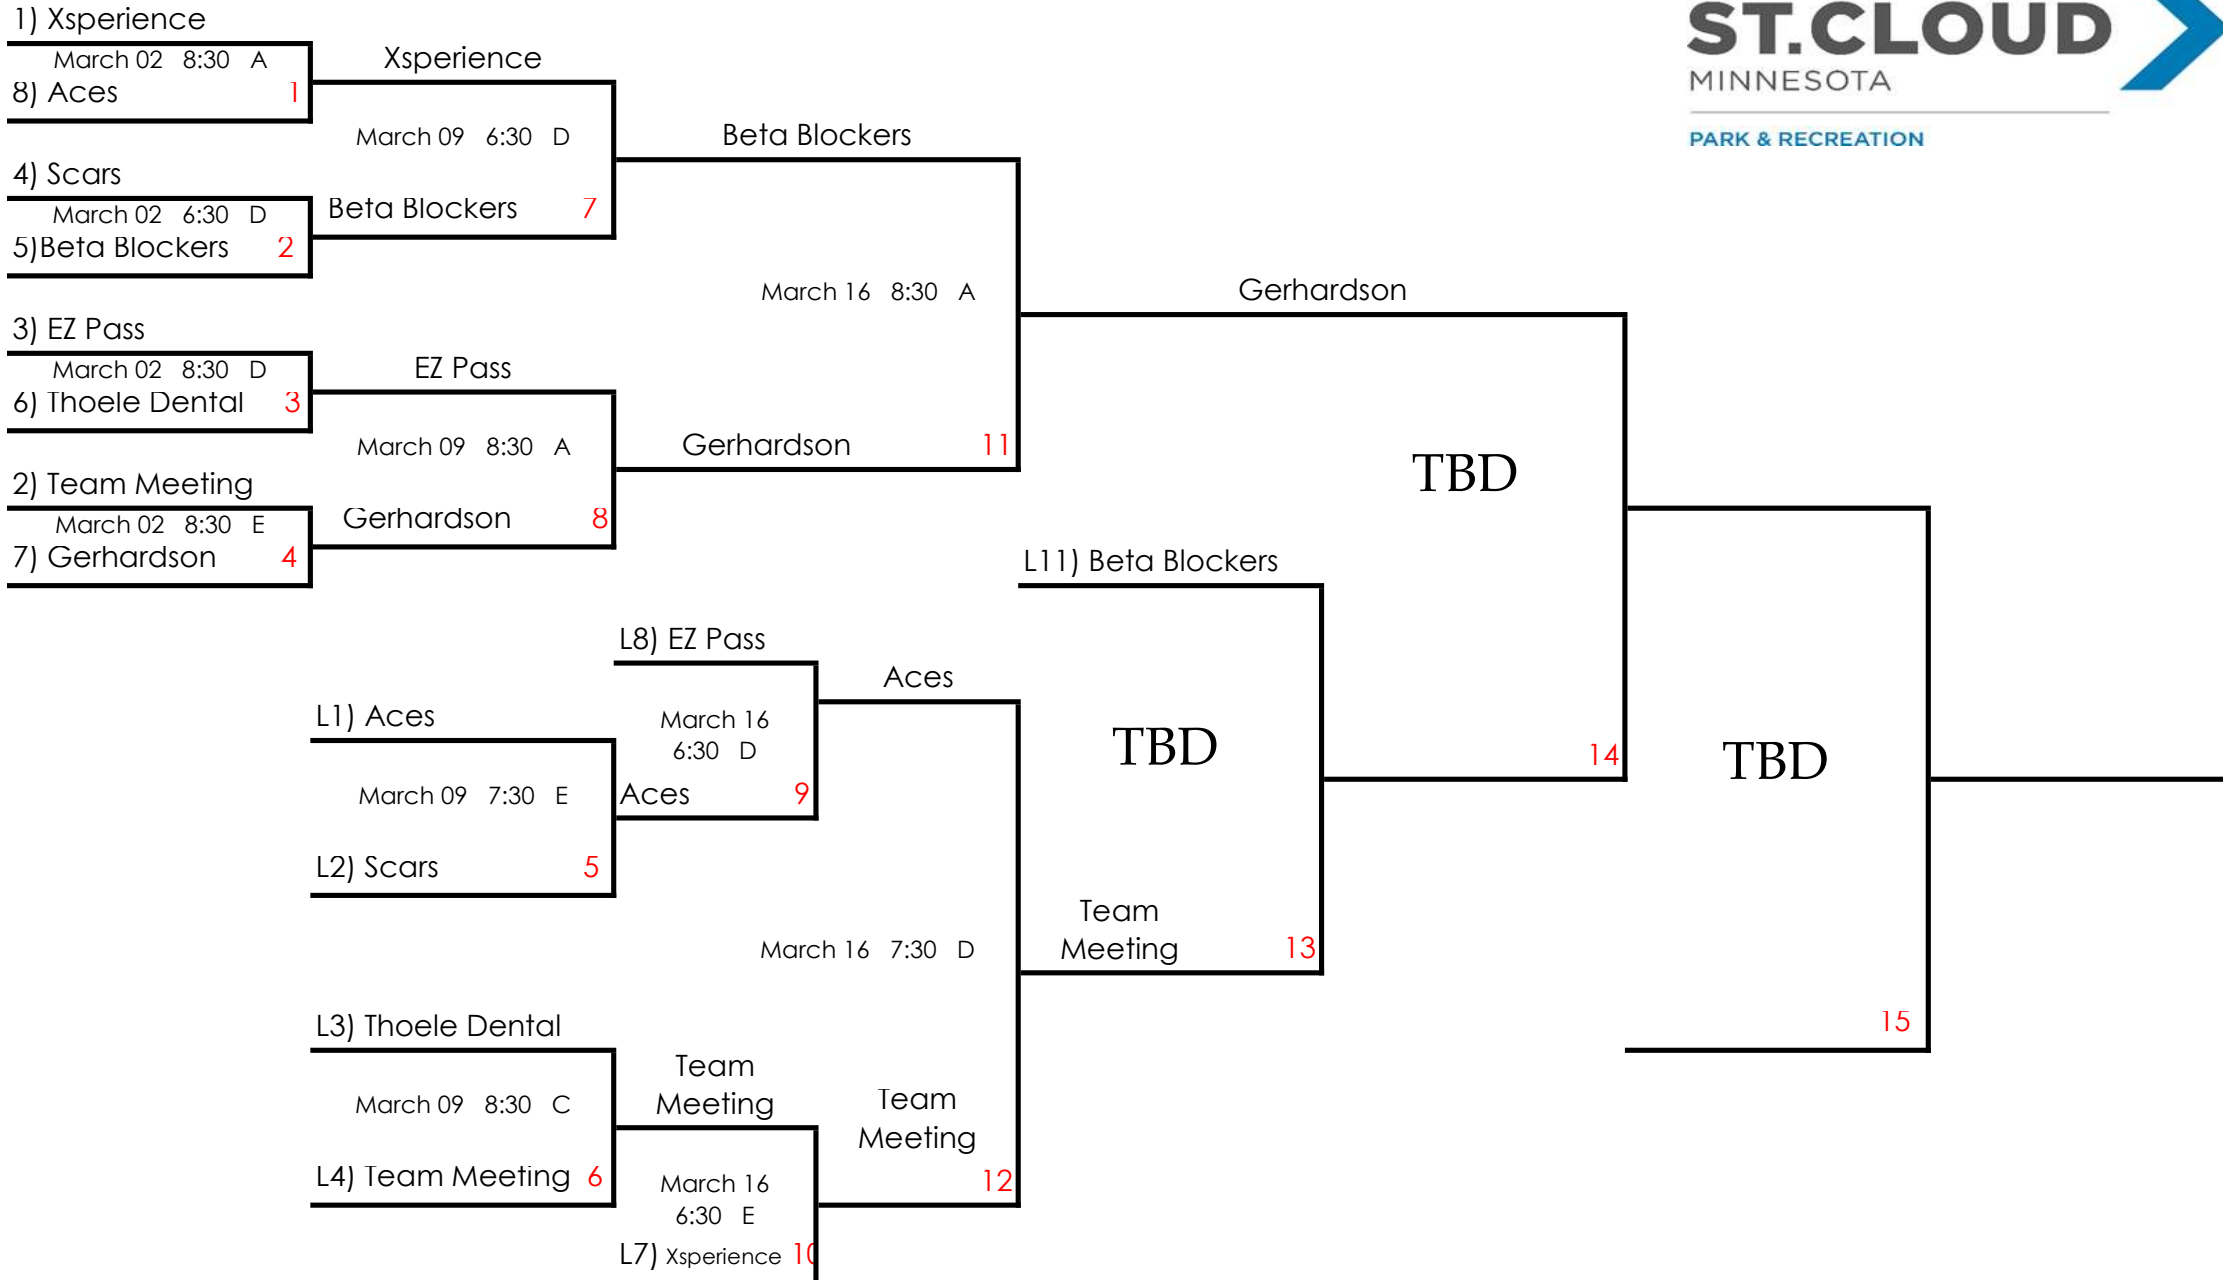 1) Xsperience
March 02 8:30 A
8) Aces 1
Xsperience
March 09 6:30 D
4) Scars
March 02 6:30 D
5)Beta Blockers 2
Beta Blockers 7
Beta Blockers
March 16 8:30 A
3) EZ Pass
March 02 8:30 D
6) Thoele Dental 3
EZ Pass
March 09 8:30 A
2) Team Meeting
March 02 8:30 E
7) Gerhardson 4
Gerhardson 8
Gerhardson 11
Gerhardson
TBD
14
ST.CLOUD
MINNESOTA
PARK & RECREATION
L11) Beta Blockers
TBD
L8) EZ Pass
March 16
6:30 D
Aces 9
Aces
L1) Aces
March 09 7:30 E
L2) Scars 5
March 16 7:30 D
Team
Meeting 13
L3) Thoele Dental
March 09 8:30 C
L4) Team Meeting 6
Team
Meeting
March 16
6:30 E
L7) Xsperience 10
Team
Meeting
12
TBD
15